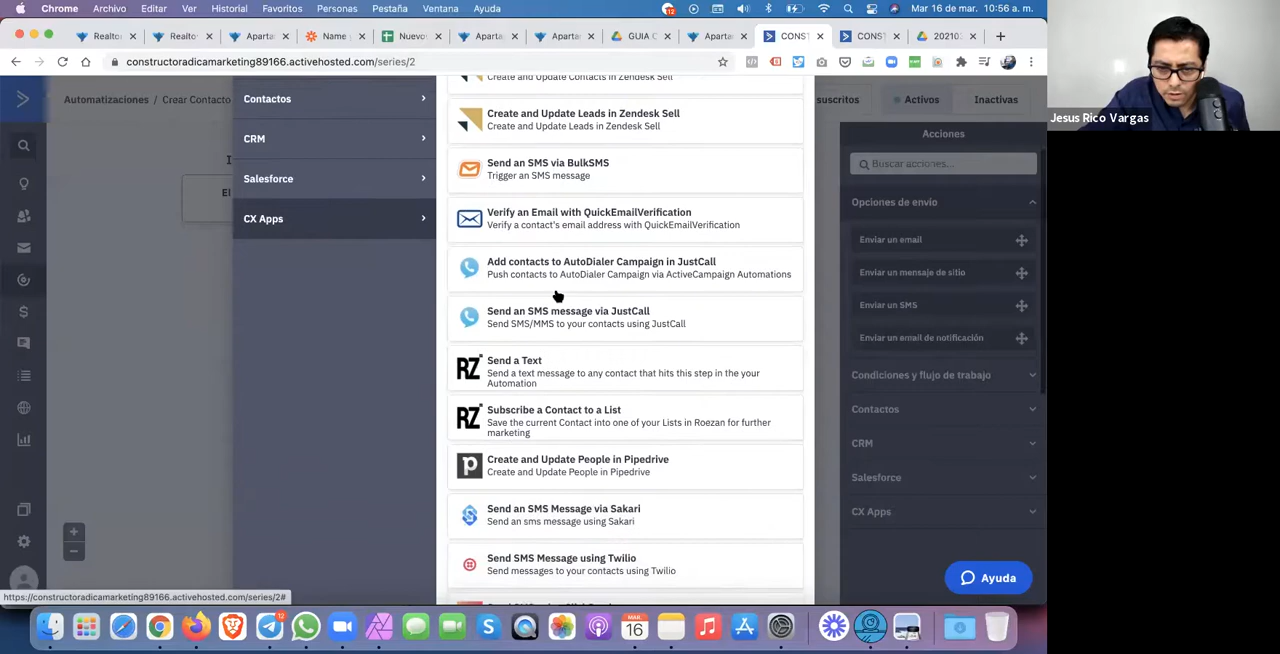 Chrome Archivo Editar Ver Historial Favoritos Personas Pestaña Ventana Ayuda 12 Mar 16 de mar. 10:56 a. m.
Realto Realto Aparta Name Nuevo Aparta Aparta GUIA C Aparta CONST CONST 202103
constructoradicamarketing89166.activehosted.com/series/2
Automatizaciones / Crear Contacto
suscritos
Activos
Inactivas
El
Contactos
CRM
Salesforce
CX Apps
Create and Update Contacts in Zendesk Sell
Create and Update Leads in Zendesk Sell
Create and Update Leads in Zendesk Sell
Send an SMS via BulkSMS
Trigger an SMS message
Verify an Email with QuickEmailVerification
Verify a contact's email address with QuickEmailVerification
Add contacts to AutoDialer Campaign in JustCall
Push contacts to AutoDialer Campaign via ActiveCampaign Automations
Send an SMS message via JustCall
Send SMS/MMS to your contacts using JustCall
RZ
Send a Text
Send a text message to any contact that hits this step in the your
Automation
RZ
Subscribe a Contact to a List
Save the current Contact into one of your Lists in Roezan for further
marketing
Create and Update People in Pipedrive
Create and Update People in Pipedrive
Send an SMS Message via Sakari
Send an sms message using Sakari
Send SMS Message using Twilio
Send messages to your contacts using Twilio
Acciones
Buscar acciones...
Opciones de envío
Enviar un email
Enviar un mensaje de sitio
Enviar un SMS
Enviar un email de notificación
Condiciones y flujo de trabajo
Contactos
CRM
Salesforce
CX Apps
Ayuda
https://constructoradicamarketing89166.activehosted.com/series/2#
Jesus Rico Vargas
MAR.
16